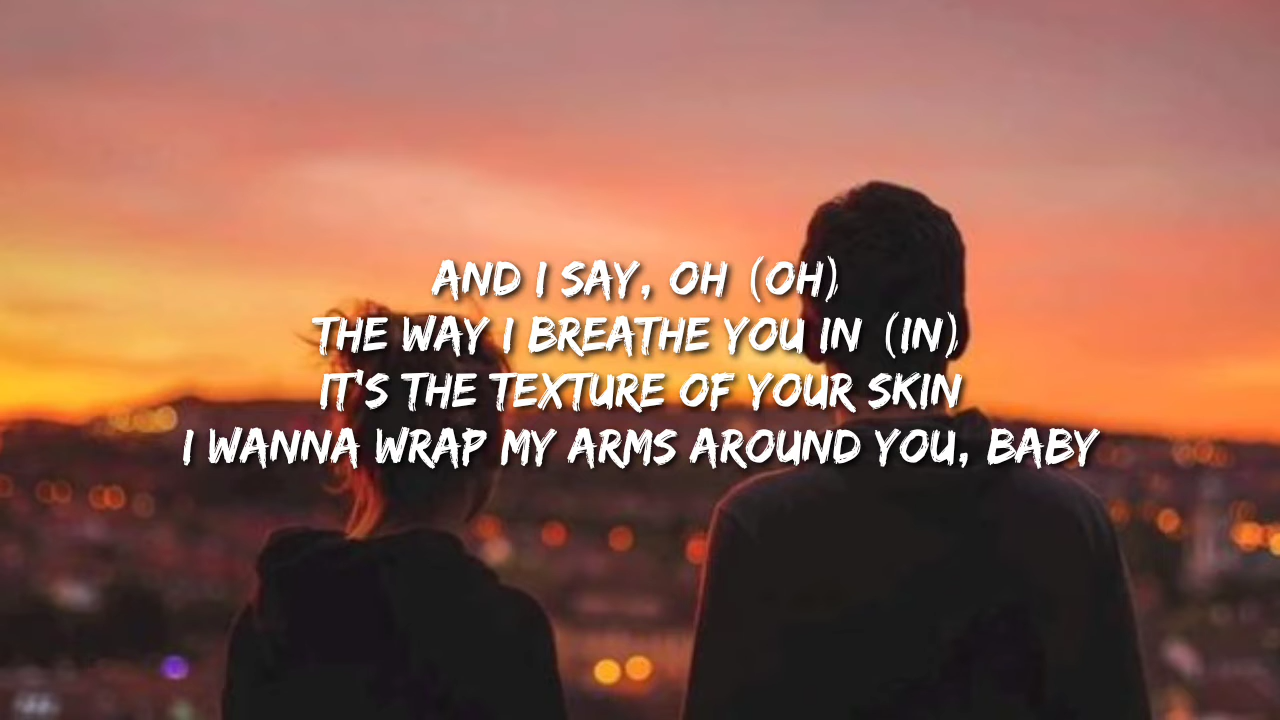 AND I SAY, OH (OH)
THE WAY I BREATHE YOU IN (IN)
IT'S THE TEXTURE OF YOUR SKIN
I WANNA WRAP MY ARMS AROUND YOU, BABY